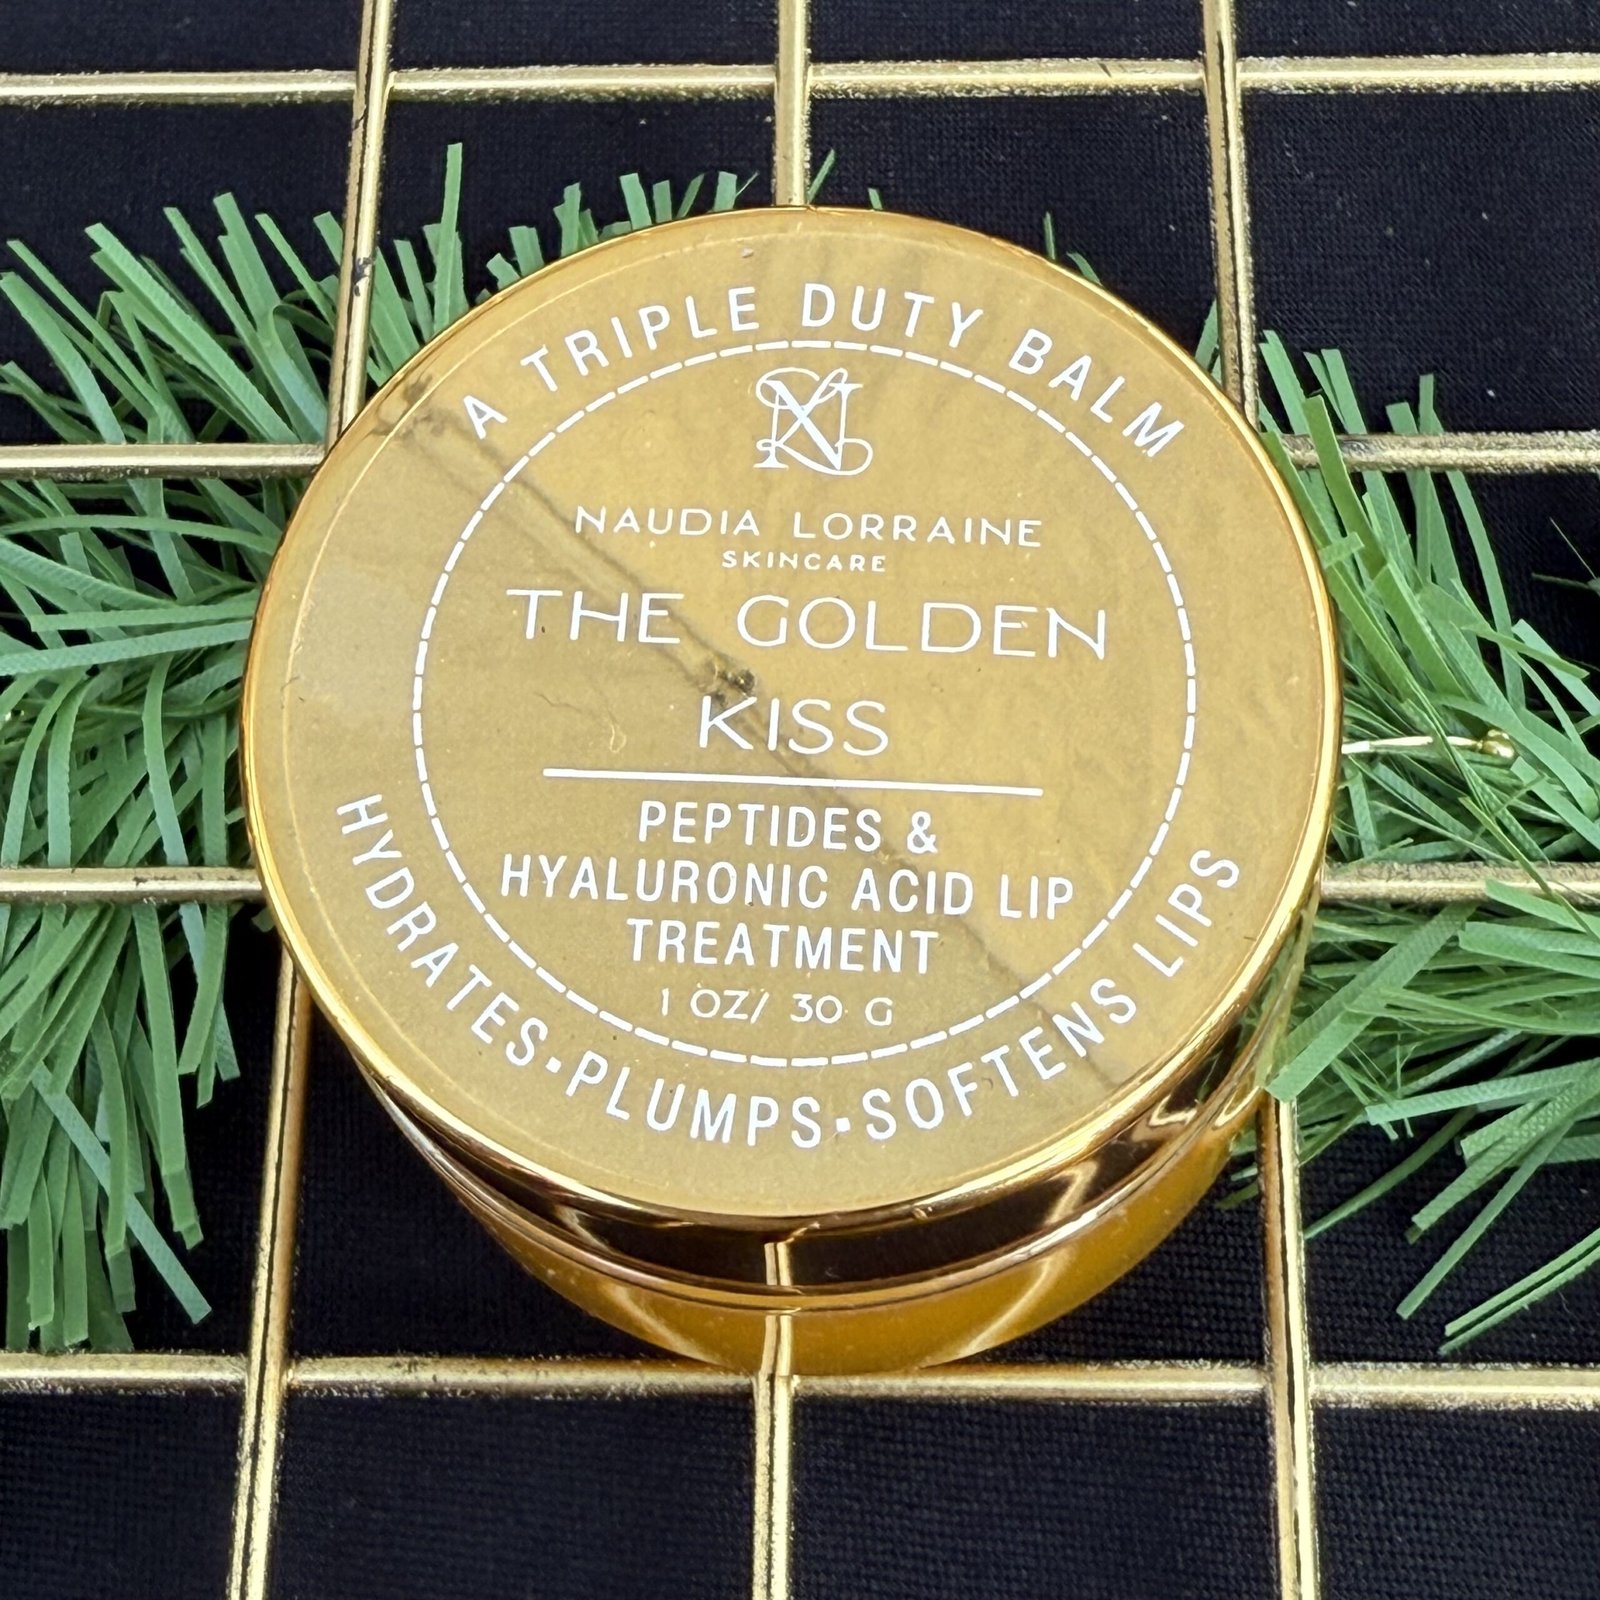 A TRIPLE DUTY BALM
NL
NAUDIA LORRAINE
SKINCARE
THE GOLDEN
KISS
PEPTIDES &
HYALURONIC ACID LIP
TREATMENT
1 OZ/ 30 G
HYDRATES·PLUMPS·SOFTENS LIPS